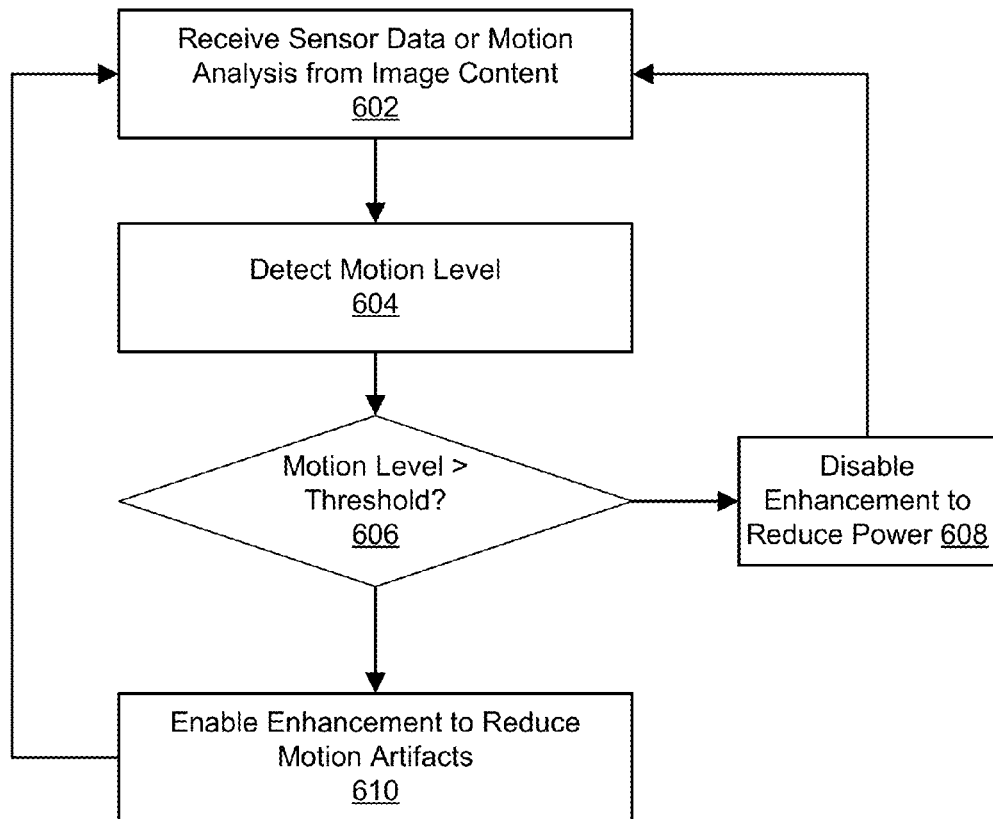 Receive Sensor Data or Motion
Analysis from Image Content
602
Detect Motion Level
604
Motion Level >
Threshold?
606
Disable
Enhancement to
Reduce Power 608
Enable Enhancement to Reduce
Motion Artifacts
610